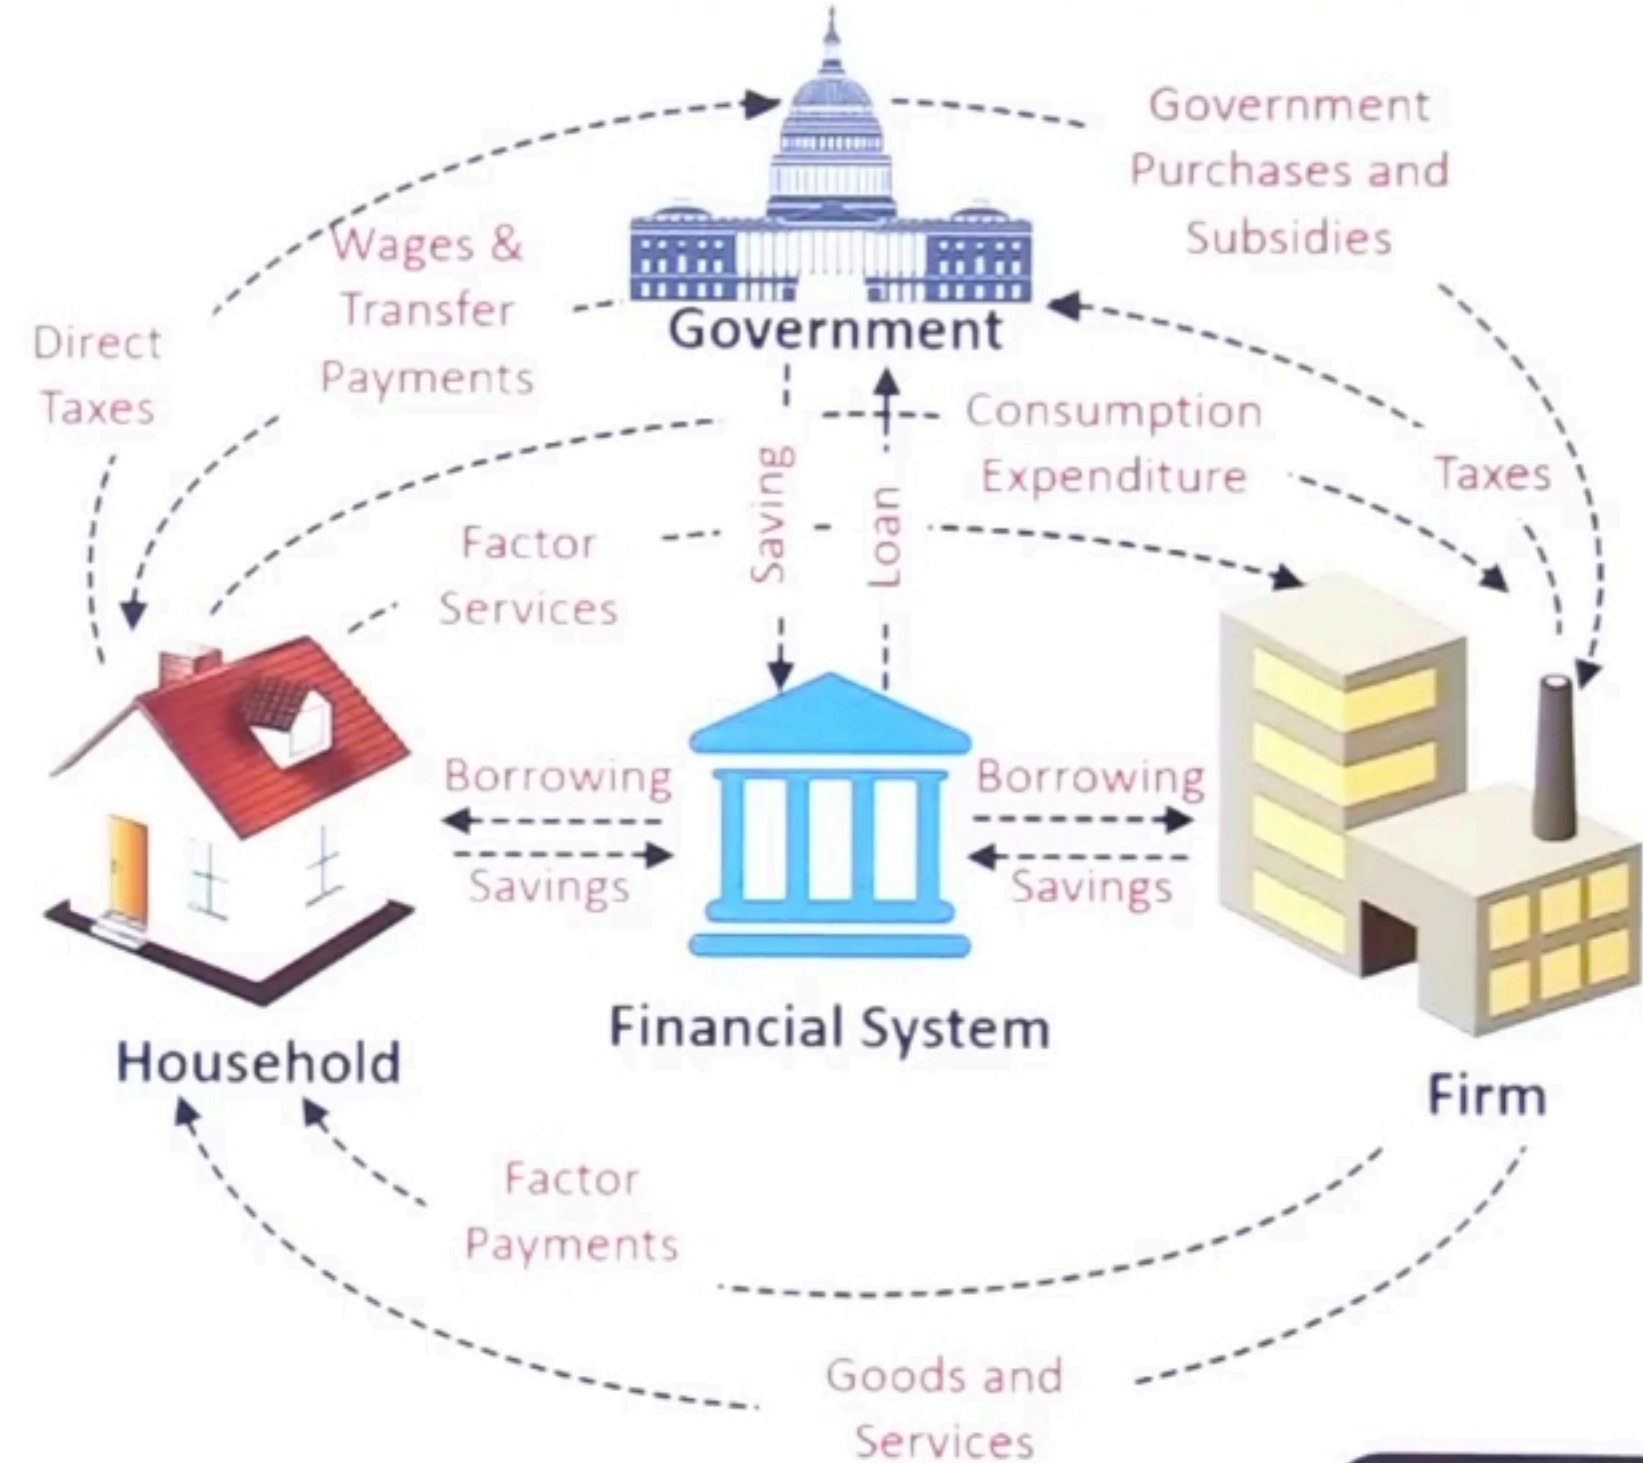 Government
Purchases and
Subsidies
Wages &
Transfer
Payments
Direct
Taxes
Government
Consumption
Expenditure
Taxes
Saving
Loan
Factor
Services
Borrowing
Savings
Borrowing
Savings
Financial System
Household
Firm
Factor
Payments
Goods and
Services